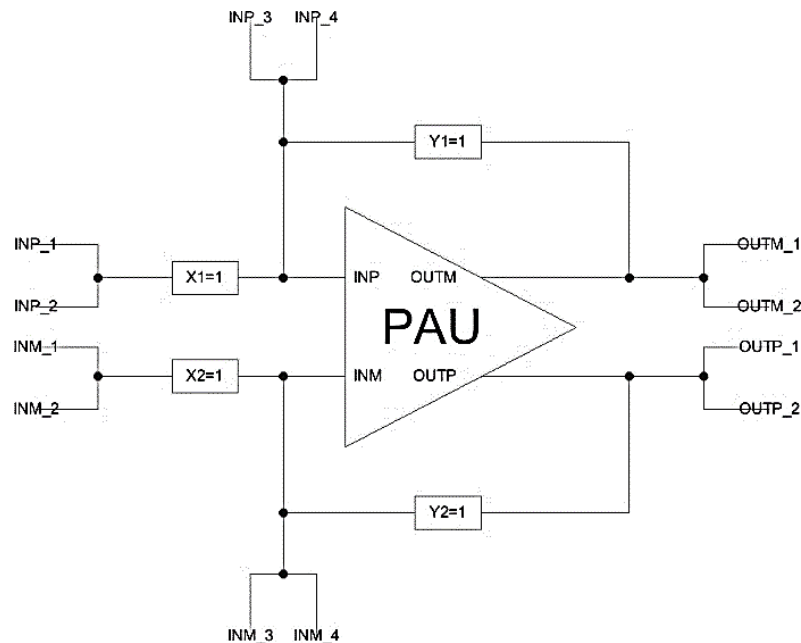 INP_3 INP_4
Y1=1
INP_1 OUTM_1
X1=1 INP OUTM
INP_2 OUTM_2
PAU
INM_1 OUTP_1
X2=1 INM OUTP
INM_2 OUTP_2
Y2=1
INM_3 INM_4